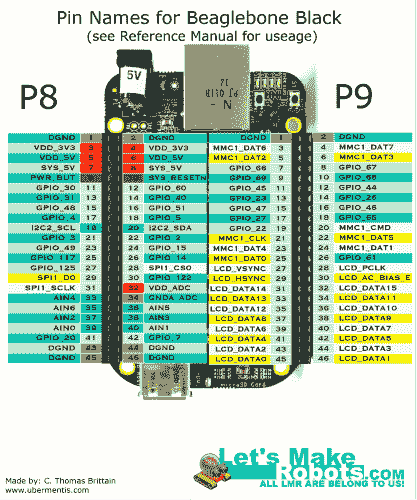 Pin Names for Beaglebone Black
(see Reference Manual for useage)
5V
P8 P9
DGND 1 2 DGND DGND 1 2 DGND
VDD_3V3 3 4 VDD_3V3 MMC1_DAT6 3 4 MMC1_DAT7
VDD_5V 5 6 VDD_5V MMC1_DAT2 5 6 MMC1_DAT3
SYS_5V 7 8 SYS_5V GPIO_66 7 8 GPIO_67
PWR_BUT 9 10 SYS_RESETN GPIO_69 9 10 GPIO_68
GPIO_30 11 12 GPIO_60 GPIO_45 11 12 GPIO_44
GPIO_31 13 14 GPIO_40 GPIO_23 13 14 GPIO_26
GPIO_48 15 16 GPIO_51 GPIO_47 15 16 GPIO_46
GPIO_4 17 18 GPIO_5 GPIO_27 17 18 GPIO_65
I2C2_SCL 19 20 I2C2_SDA GPIO_22 19 20 MMC1_CMD
GPIO_3 21 22 GPIO_2 MMC1_CLK 21 22 MMC1_DAT5
GPIO_49 23 24 GPIO_15 MMC1_DAT4 23 24 MMC1_DAT1
GPIO_117 25 26 GPIO_14 MMC1_DAT0 25 26 GPIO_61
GPIO_125 27 28 SPI1_CS0 LCD_VSYNC 27 28 LCD_PCLK
SPI1_D0 29 30 GPIO_122 LCD_HSYNC 29 30 LCD_AC_BIAS_E
SPI1_SCLK 31 32 VDD_ADC LCD_DATA14 31 32 LCD_DATA15
AIN4 33 34 GNDA_ADC LCD_DATA13 33 34 LCD_DATA11
AIN6 35 36 AIN5 LCD_DATA12 35 36 LCD_DATA10
AIN2 37 38 AIN3 LCD_DATA8 37 38 LCD_DATA9
AIN0 39 40 AIN1 LCD_DATA6 39 40 LCD_DATA7
GPIO_20 41 42 GPIO_7 LCD_DATA4 41 42 LCD_DATA5
DGND 43 44 DGND LCD_DATA2 43 44 LCD_DATA3
DGND 45 46 DGND LCD_DATA0 45 46 LCD_DATA1
microSD Card
Let's Make
Robots.com
ALL LMR ARE BELONG TO US!
Made by: C. Thomas Brittain
www.ubermentis.com